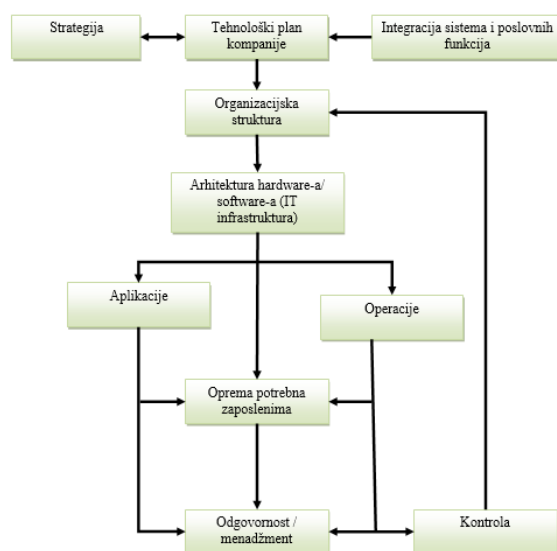 Strategija
Tehnološki plan
kompanije
Integracija sistema i poslovnih
funkcija
Organizacijska
struktura
Arhitektura hardware-a/
software-a (IT
infrastruktura)
Aplikacije
Operacije
Oprema potrebna
zaposlenima
Odgovornost /
menadžment
Kontrola